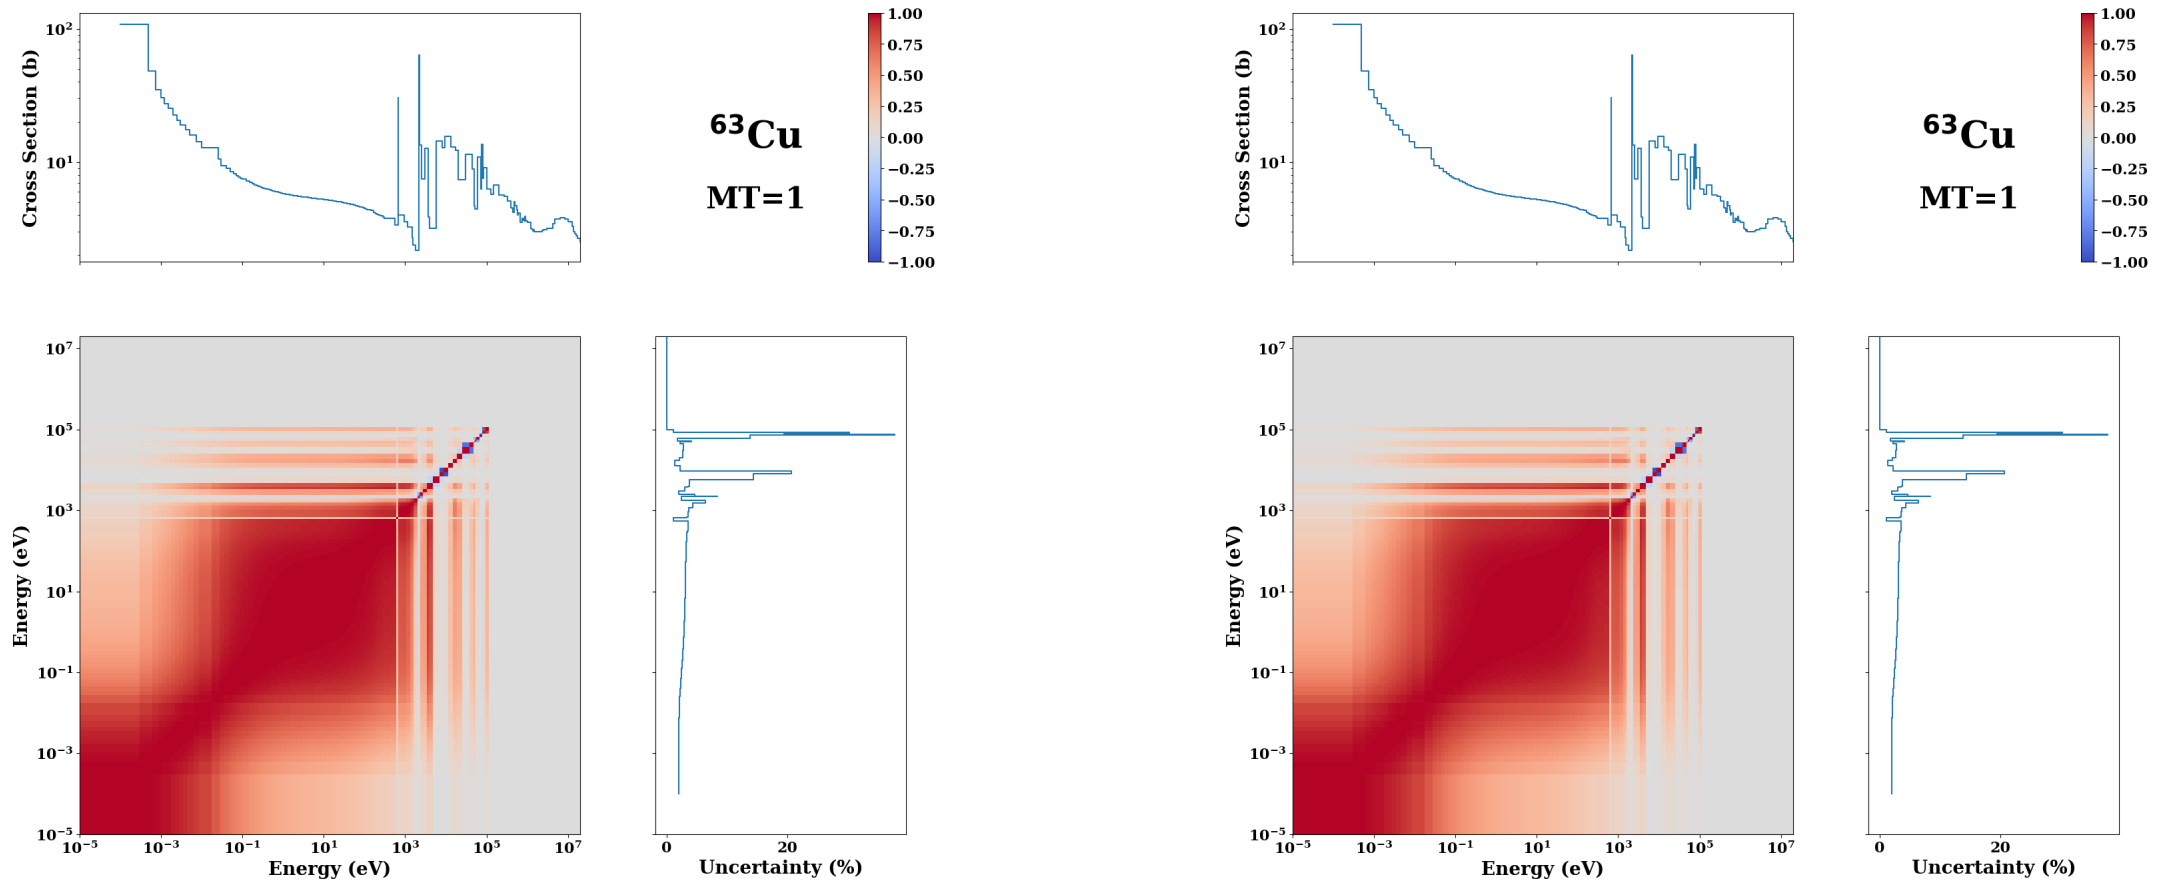 10²
10¹
Cross Section (b)
⁶³Cu
MT=1
1.00
0.75
0.50
0.25
0.00
−0.25
−0.50
−0.75
−1.00
10⁷
10⁵
10³
10¹
10⁻¹
10⁻³
10⁻⁵
Energy (eV)
10⁻⁵ 10⁻³ 10⁻¹ 10¹ 10³ 10⁵ 10⁷
Energy (eV)
0 20
Uncertainty (%)
10²
10¹
Cross Section (b)
⁶³Cu
MT=1
1.00
0.75
0.50
0.25
0.00
−0.25
−0.50
−0.75
−1.00
10⁷
10⁵
10³
10¹
10⁻¹
10⁻³
10⁻⁵
Energy (eV)
10⁻⁵ 10⁻³ 10⁻¹ 10¹ 10³ 10⁵ 10⁷
Energy (eV)
0 20
Uncertainty (%)